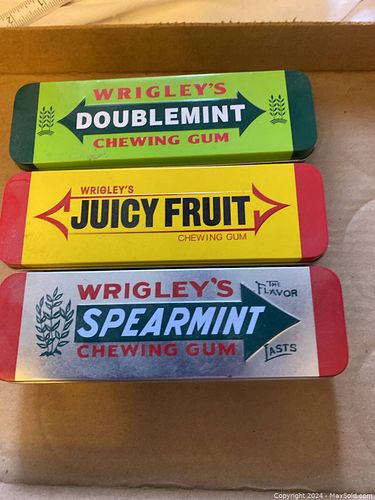 WRIGLEY'S
DOUBLEMINT
CHEWING GUM
WRIGLEY'S
JUICY FRUIT
CHEWING GUM
WRIGLEY'S
SPEARMINT
CHEWING GUM
THE
FLAVOR
LASTS
Copyright 2024 - MaxSold.com